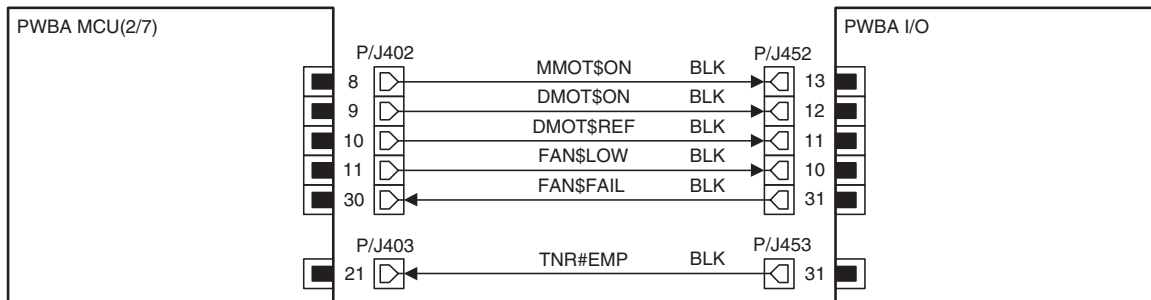 PWBA MCU(2/7) PWBA I/O
P/J402 P/J452
8 MMOT$ON BLK 13
9 DMOT$ON BLK 12
10 DMOT$REF BLK 11
11 FAN$LOW BLK 10
30 FAN$FAIL BLK 31
P/J403 P/J453
21 TNR#EMP BLK 31